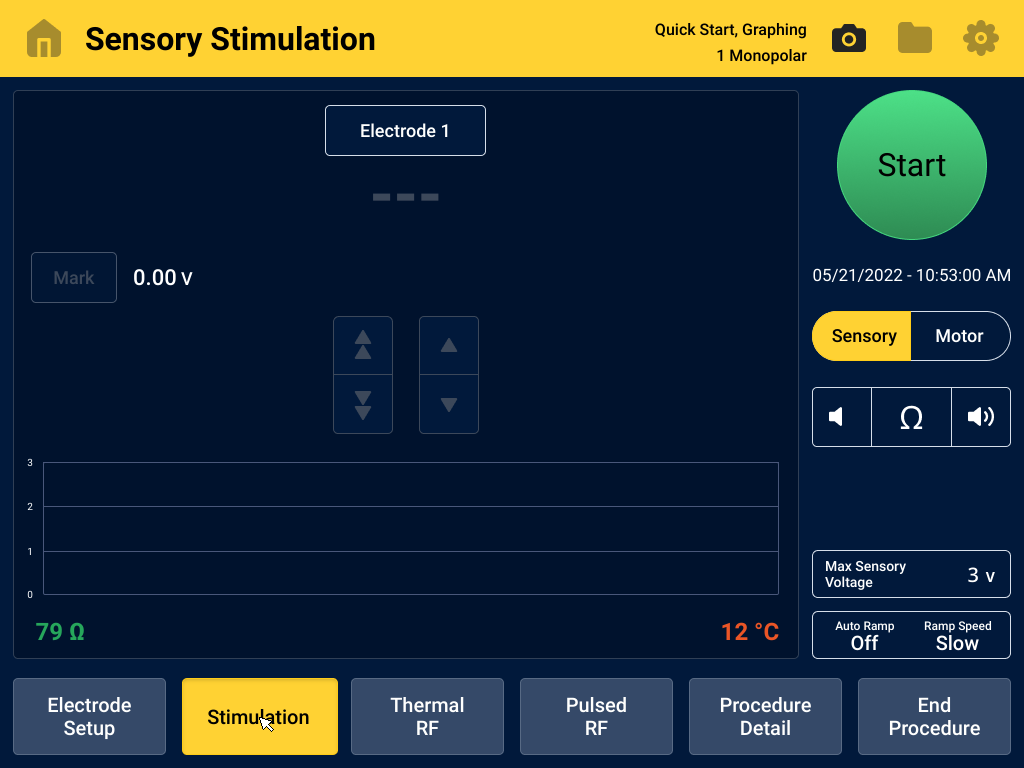 Sensory Stimulation
Quick Start, Graphing
1 Monopolar
Electrode 1
Start
Mark
0.00 V
05/21/2022 - 10:53:00 AM
Sensory
Motor
Ω
3
2
1
0
Max Sensory
Voltage
3 v
79 Ω
12 °C
Auto Ramp
Off
Ramp Speed
Slow
Electrode
Setup
Stimulation
Thermal
RF
Pulsed
RF
Procedure
Detail
End
Procedure